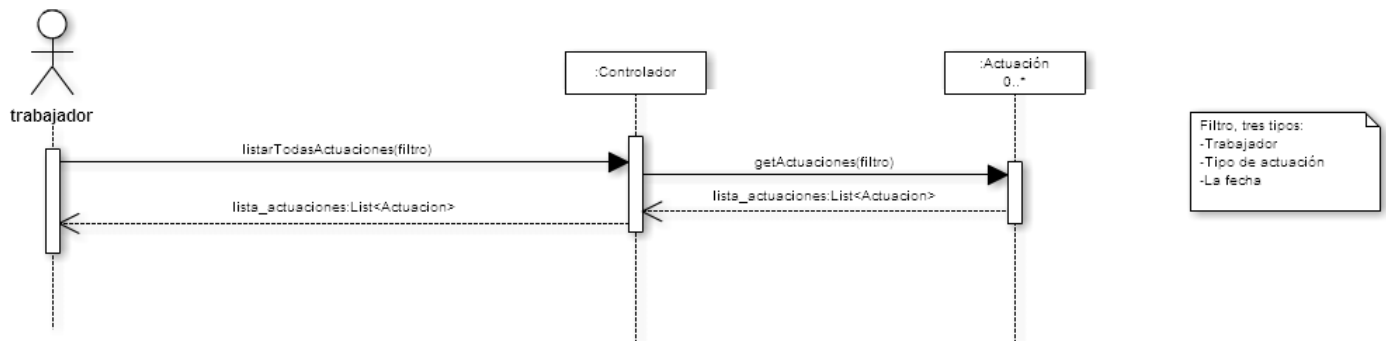 trabajador
:Controlador
:Actuación
0..*
listarTodasActuaciones(filtro)
getActuaciones(filtro)
lista_actuaciones:List<Actuacion>
lista_actuaciones:List<Actuacion>
Filtro, tres tipos:
-Trabajador
-Tipo de actuación
-La fecha